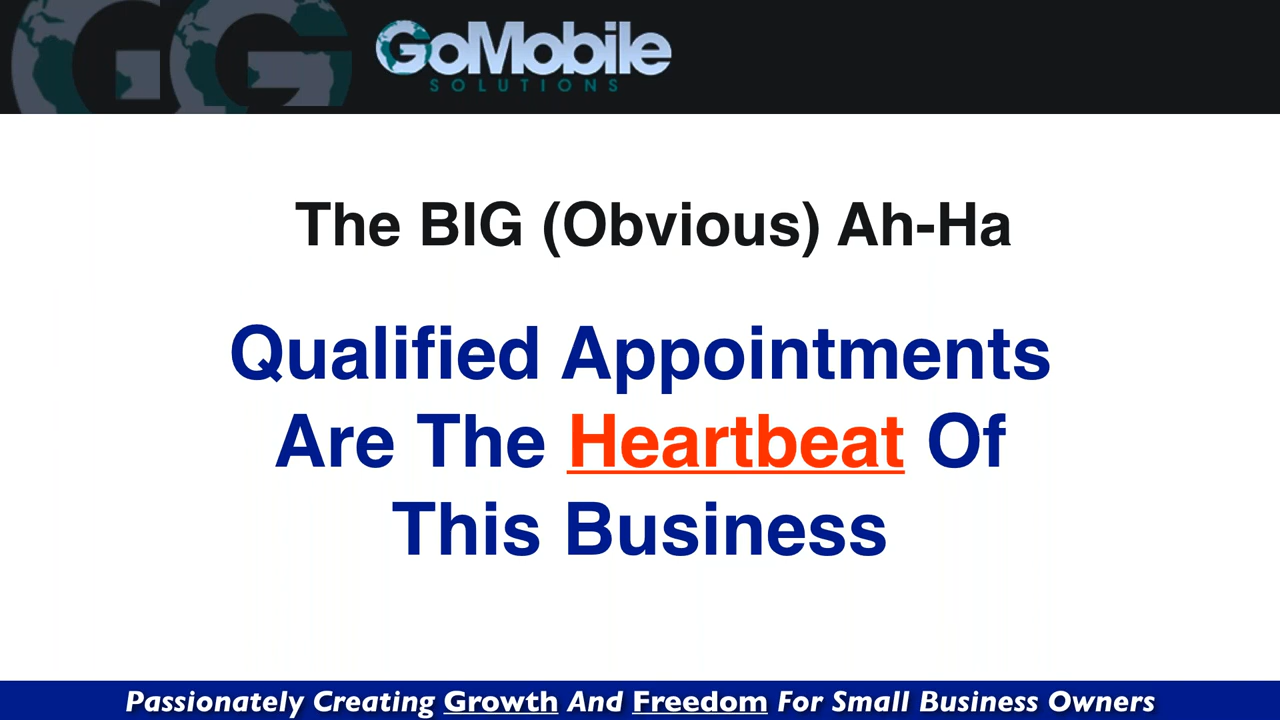 GoMobile
SOLUTIONS
The BIG (Obvious) Ah-Ha
Qualified Appointments
Are The Heartbeat Of
This Business
Passionately Creating Growth And Freedom For Small Business Owners